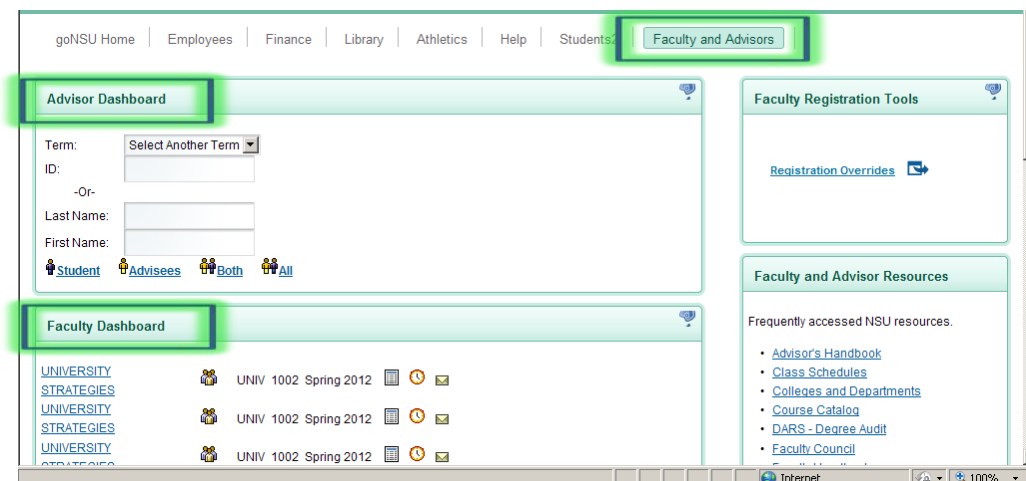 goNSU Home Employees Finance Library Athletics Help Students2 Faculty and Advisors
Advisor Dashboard
Term: Select Another Term
ID:
-Or-
Last Name:
First Name:
Student Advisees Both All
Faculty Dashboard
UNIVERSITY
STRATEGIES
UNIV 1002 Spring 2012
UNIVERSITY
STRATEGIES
UNIV 1002 Spring 2012
UNIVERSITY
STRATEGIES
UNIV 1002 Spring 2012
Faculty Registration Tools
Registration Overrides
Faculty and Advisor Resources
Frequently accessed NSU resources.
• Advisor's Handbook
• Class Schedules
• Colleges and Departments
• Course Catalog
• DARS - Degree Audit
• Faculty Council
Internet 100%